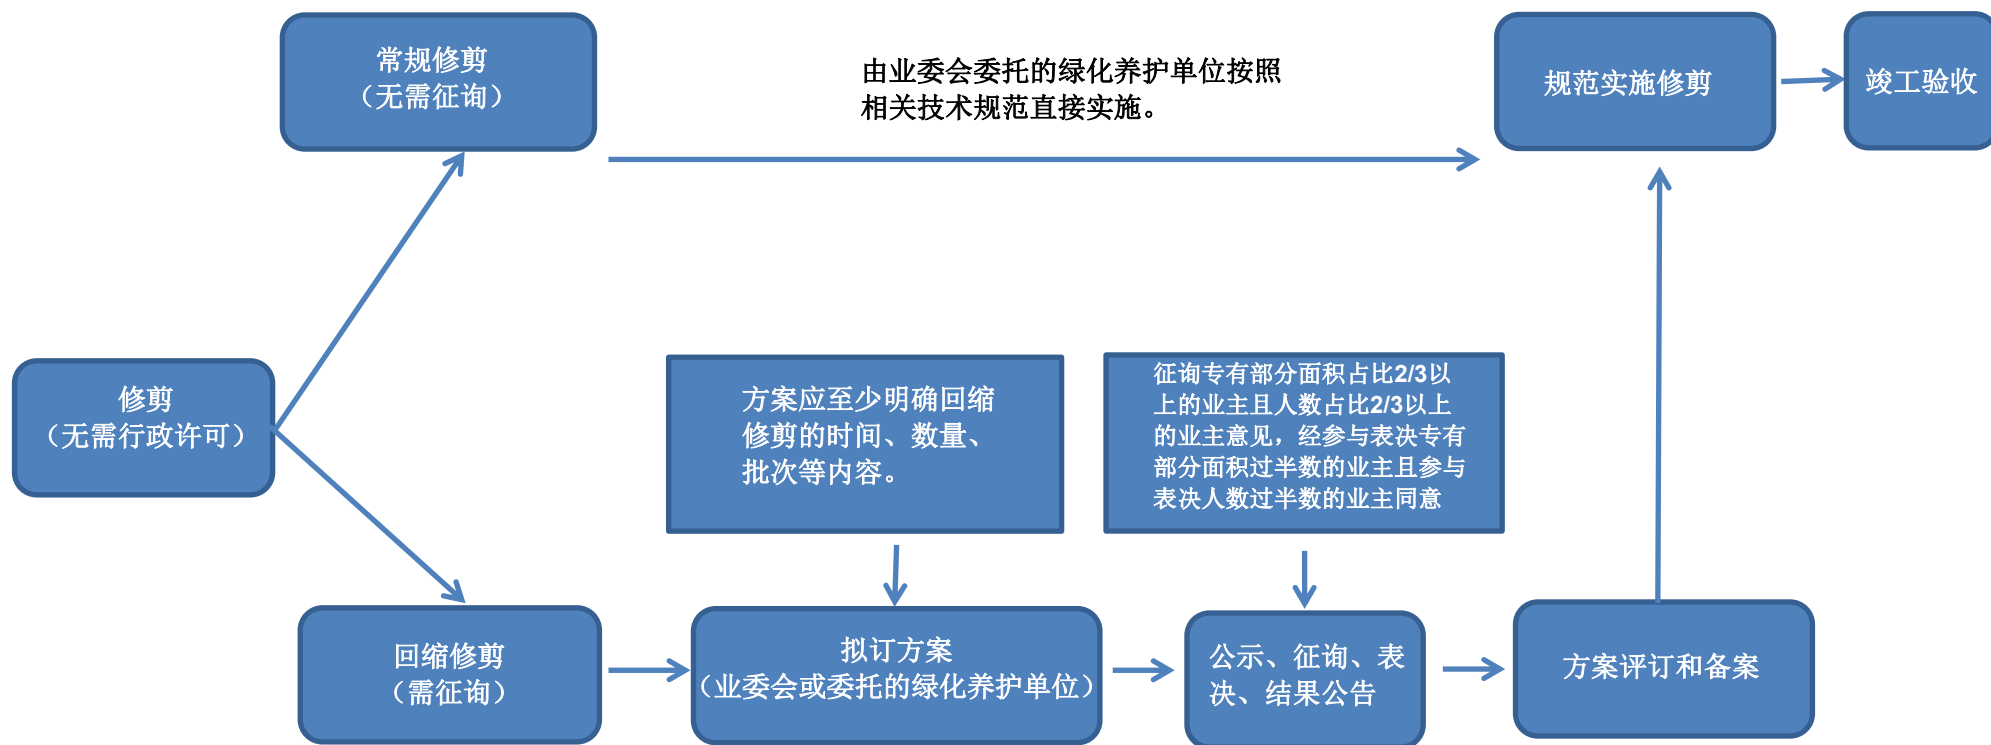 常规修剪
（无需征询）
由业委会委托的绿化养护单位按照
相关技术规范直接实施。
规范实施修剪
竣工验收
修剪
（无需行政许可）
方案应至少明确回缩
修剪的时间、数量、
批次等内容。
征询专有部分面积占比2/3以
上的业主且人数占比2/3以上
的业主意见，经参与表决专有
部分面积过半数的业主且参与
表决人数过半数的业主同意
回缩修剪
（需征询）
拟订方案
（业委会或委托的绿化养护单位）
公示、征询、表
决、结果公告
方案评订和备案